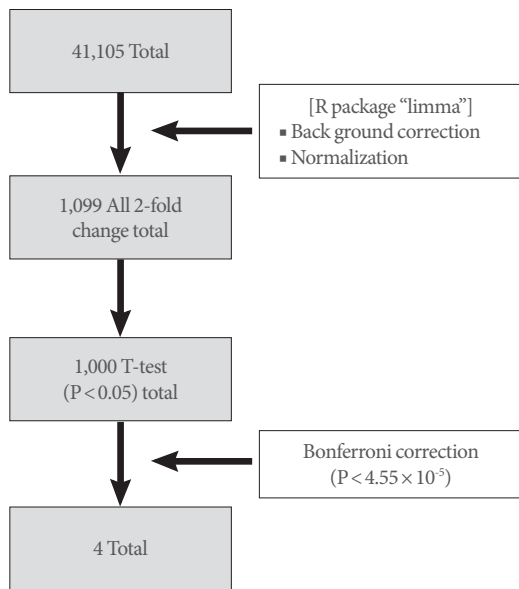 41,105 Total
[R package “limma”]
▪ Back ground correction
▪ Normalization
1,099 All 2-fold
change total
1,000 T-test
(P < 0.05) total
Bonferroni correction
(P < 4.55 × 10⁻⁵)
4 Total